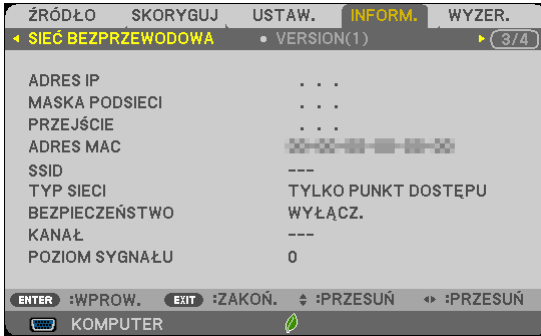 ŹRÓDŁO SKORYGUJ USTAW. INFORM. WYZER.
SIEĆ BEZPRZEWODOWA VERSION(1) 3/4
ADRES IP . . .
MASKA PODSIECI . . .
PRZEJŚCIE . . .
ADRES MAC
SSID ---
TYP SIECI TYLKO PUNKT DOSTĘPU
BEZPIECZEŃSTWO WYŁĄCZ.
KANAŁ ---
POZIOM SYGNAŁU 0
ENTER :WPROW. EXIT :ZAKOŃ. :PRZESUŃ :PRZESUŃ
KOMPUTER